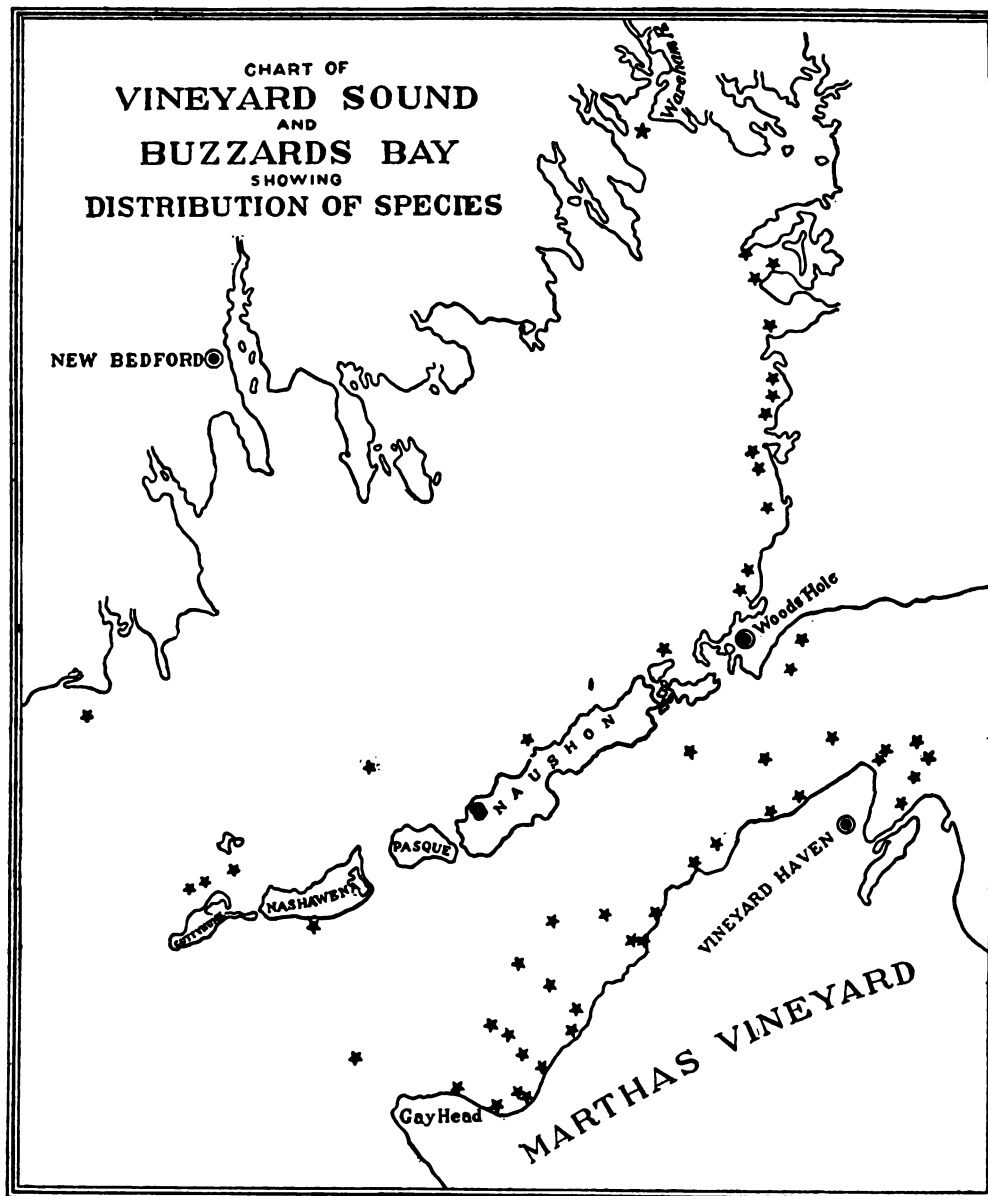 CHART OF
VINEYARD SOUND
AND
BUZZARDS BAY
SHOWING
DISTRIBUTION OF SPECIES
Wareham R.
NEW BEDFORD
Woods Hole
NAUSHON
PASQUE
NASHAWENA
CUTTYHUNK
VINEYARD HAVEN
MARTHAS VINEYARD
Gay Head